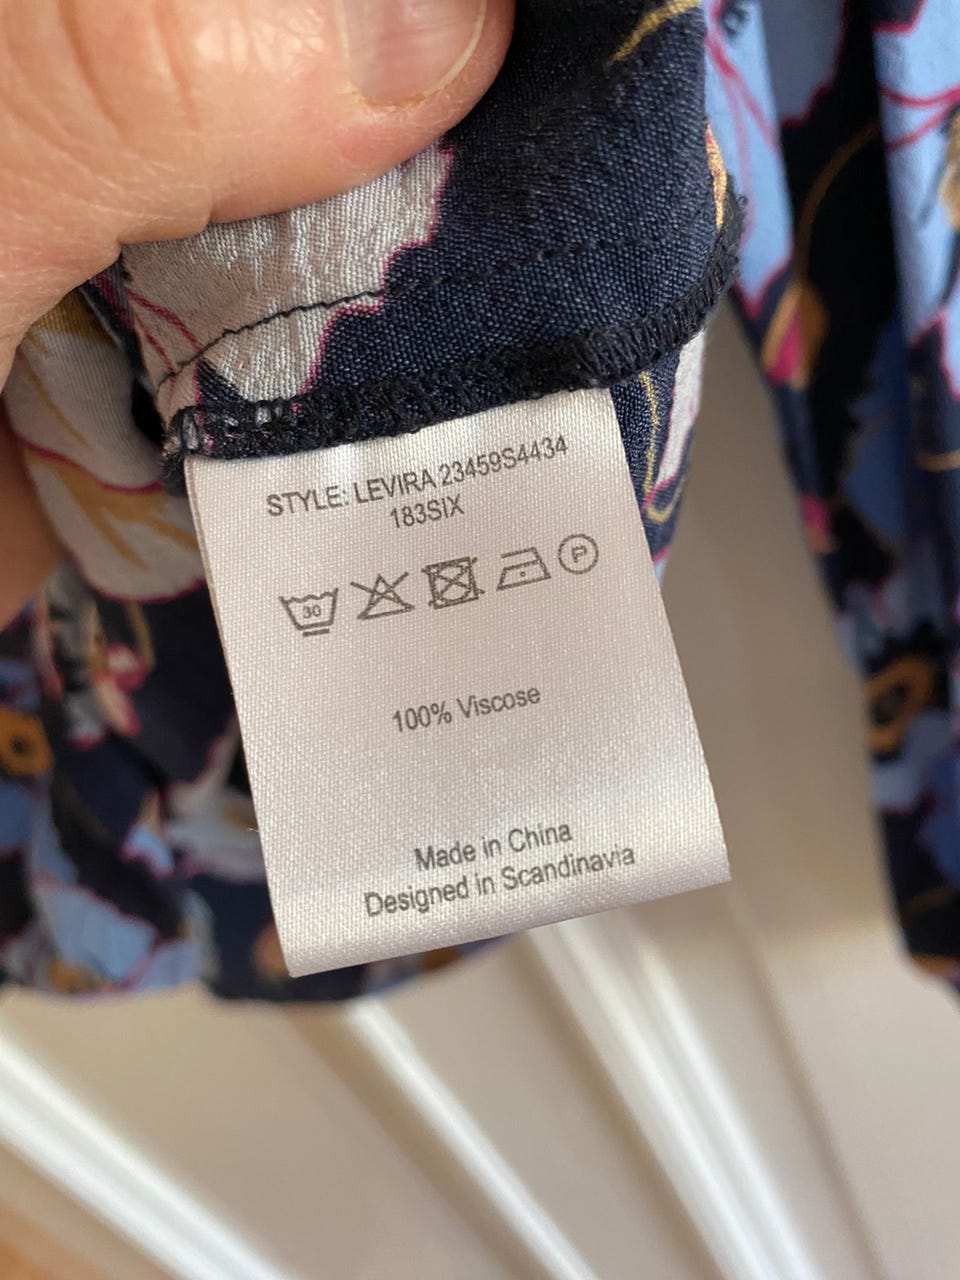 STYLE: LEVIRA 23459S4434
183SIX
30 P
100% Viscose
Made in China
Designed in Scandinavia